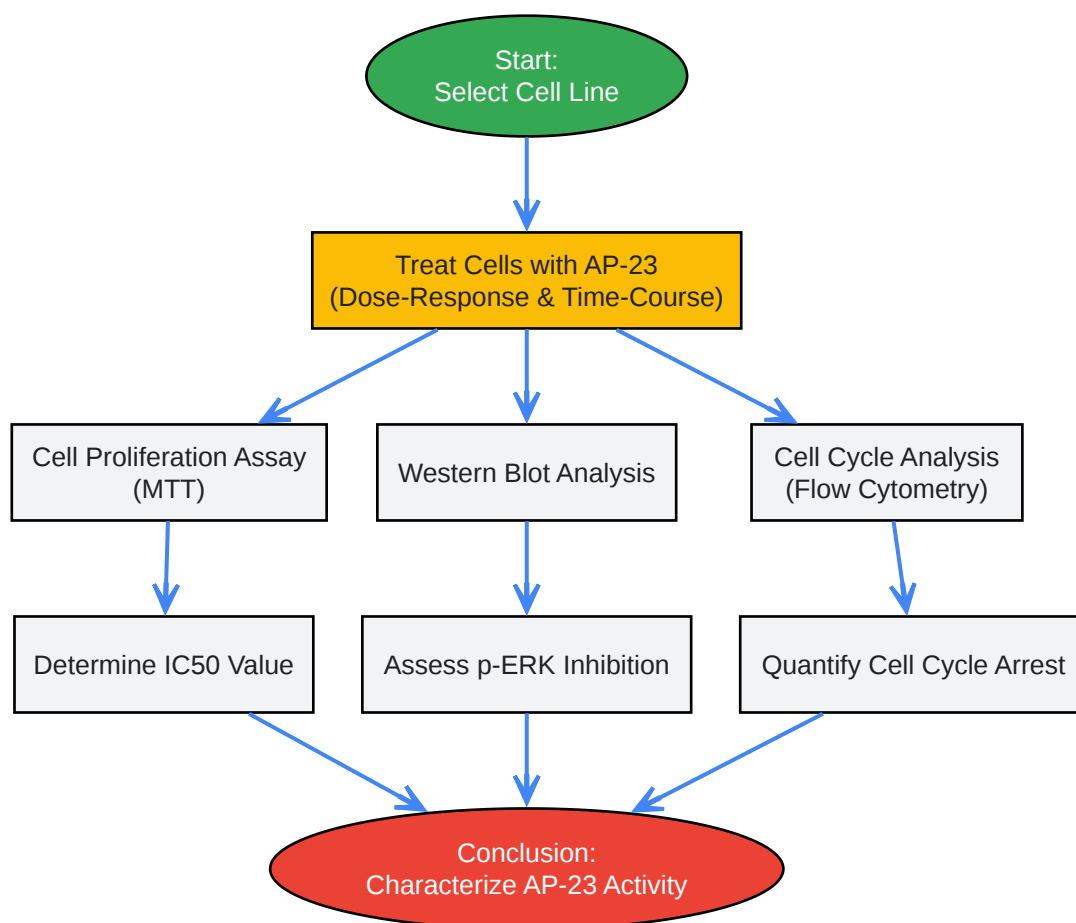 Start:
Select Cell Line
Treat Cells with AP-23
(Dose-Response & Time-Course)
Cell Proliferation Assay
(MTT)
Western Blot Analysis
Cell Cycle Analysis
(Flow Cytometry)
Determine IC50 Value
Assess p-ERK Inhibition
Quantify Cell Cycle Arrest
Conclusion:
Characterize AP-23 Activity